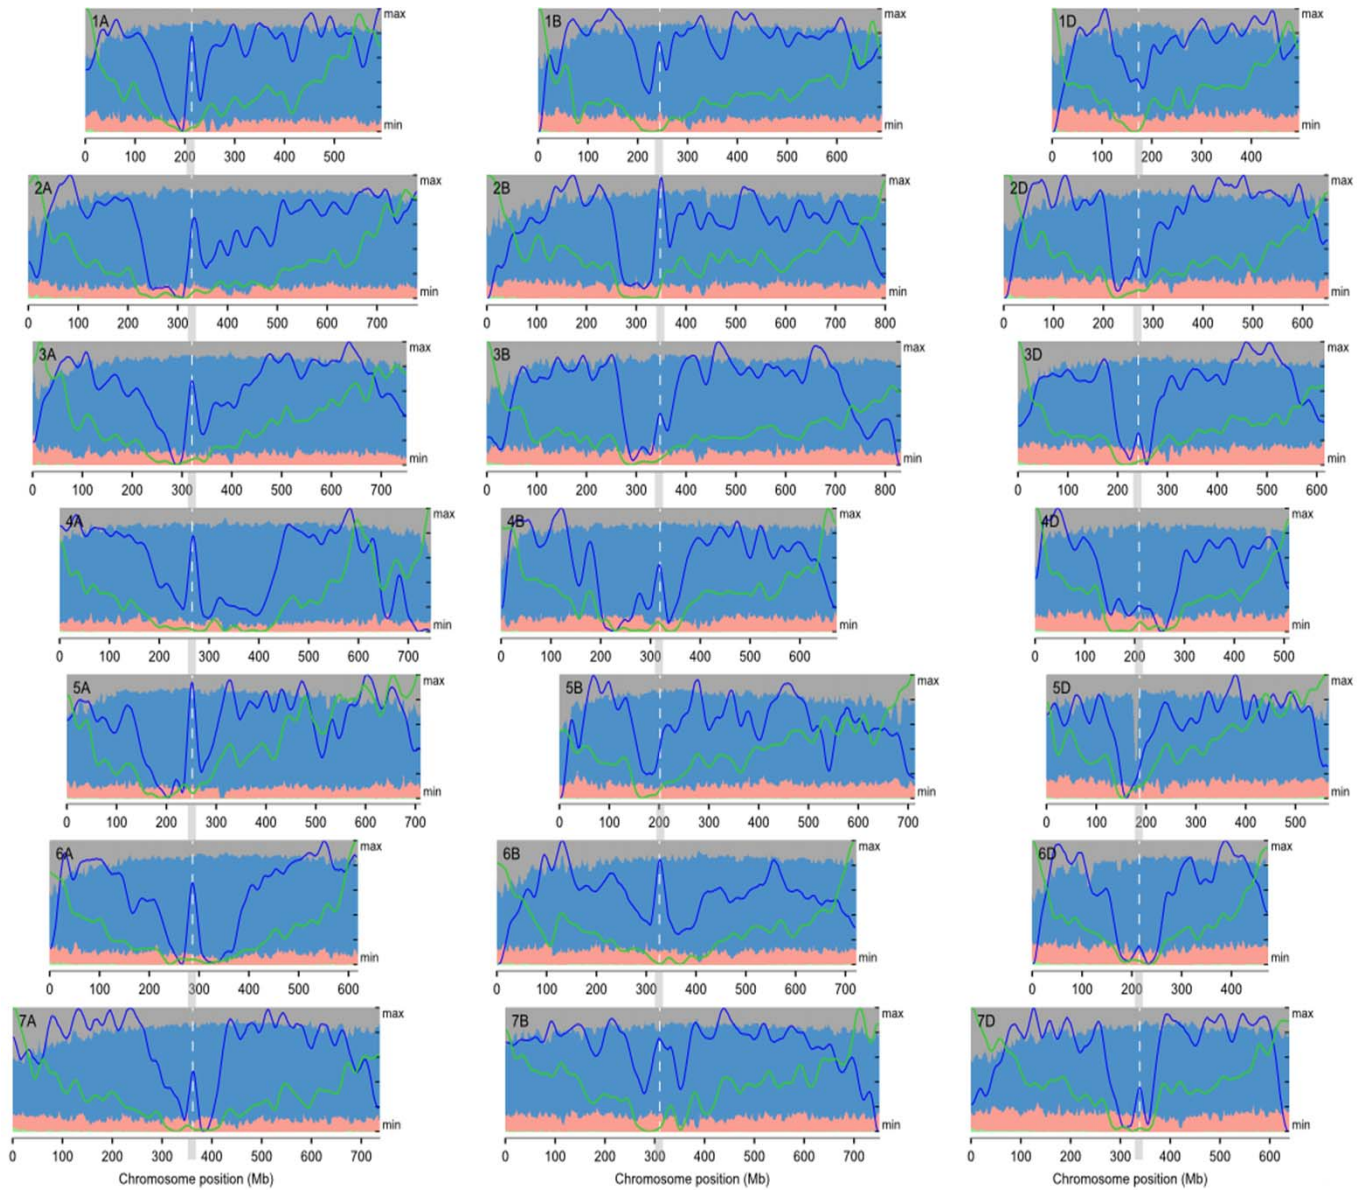 1A max min
0 100 200 300 400 500
1B max min
0 100 200 300 400 500 600
1D max min
0 100 200 300 400
2A max min
0 100 200 300 400 500 600 700
2B max min
0 100 200 300 400 500 600 700 800
2D max min
0 100 200 300 400 500 600
3A max min
0 100 200 300 400 500 600 700
3B max min
0 100 200 300 400 500 600 700 800
3D max min
0 100 200 300 400 500 600
4A max min
0 100 200 300 400 500 600 700
4B max min
0 100 200 300 400 500 600
4D max min
0 100 200 300 400 500
5A max min
0 100 200 300 400 500 600 700
5B max min
0 100 200 300 400 500 600 700
5D max min
0 100 200 300 400 500
6A max min
0 100 200 300 400 500 600
6B max min
0 100 200 300 400 500 600 700
6D max min
0 100 200 300 400
7A max min
0 100 200 300 400 500 600 700
7B max min
0 100 200 300 400 500 600 700
7D max min
0 100 200 300 400 500 600
Chromosome position (Mb)
Chromosome position (Mb)
Chromosome position (Mb)